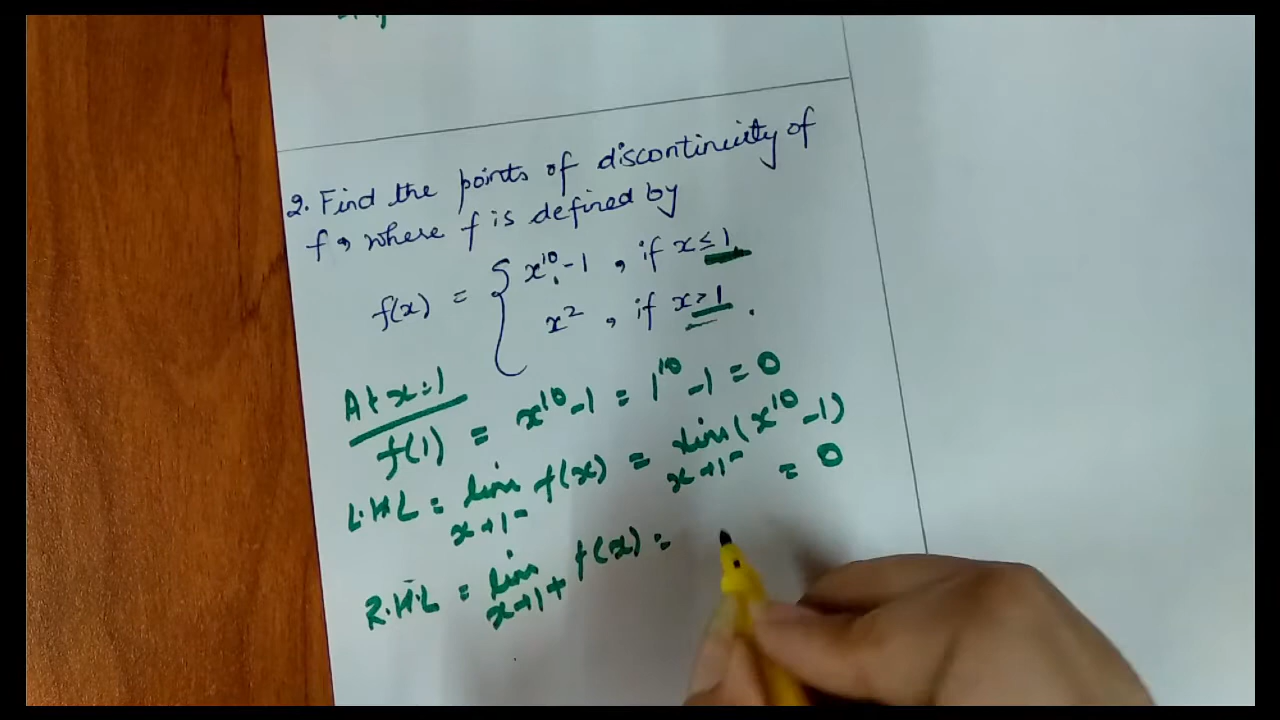 2. Find the points of discontinuity of
f, where f is defined by
f(x) = { x¹⁰-1 , if x ≤ 1
x² , if x > 1 .
At x=1
f(1) = x¹⁰-1 = 1¹⁰-1 = 0
L.H.L = lim f(x) = lim (x¹⁰-1)
x→1⁻ x→1⁻ = 0
R.H.L = lim f(x) =
x→1+